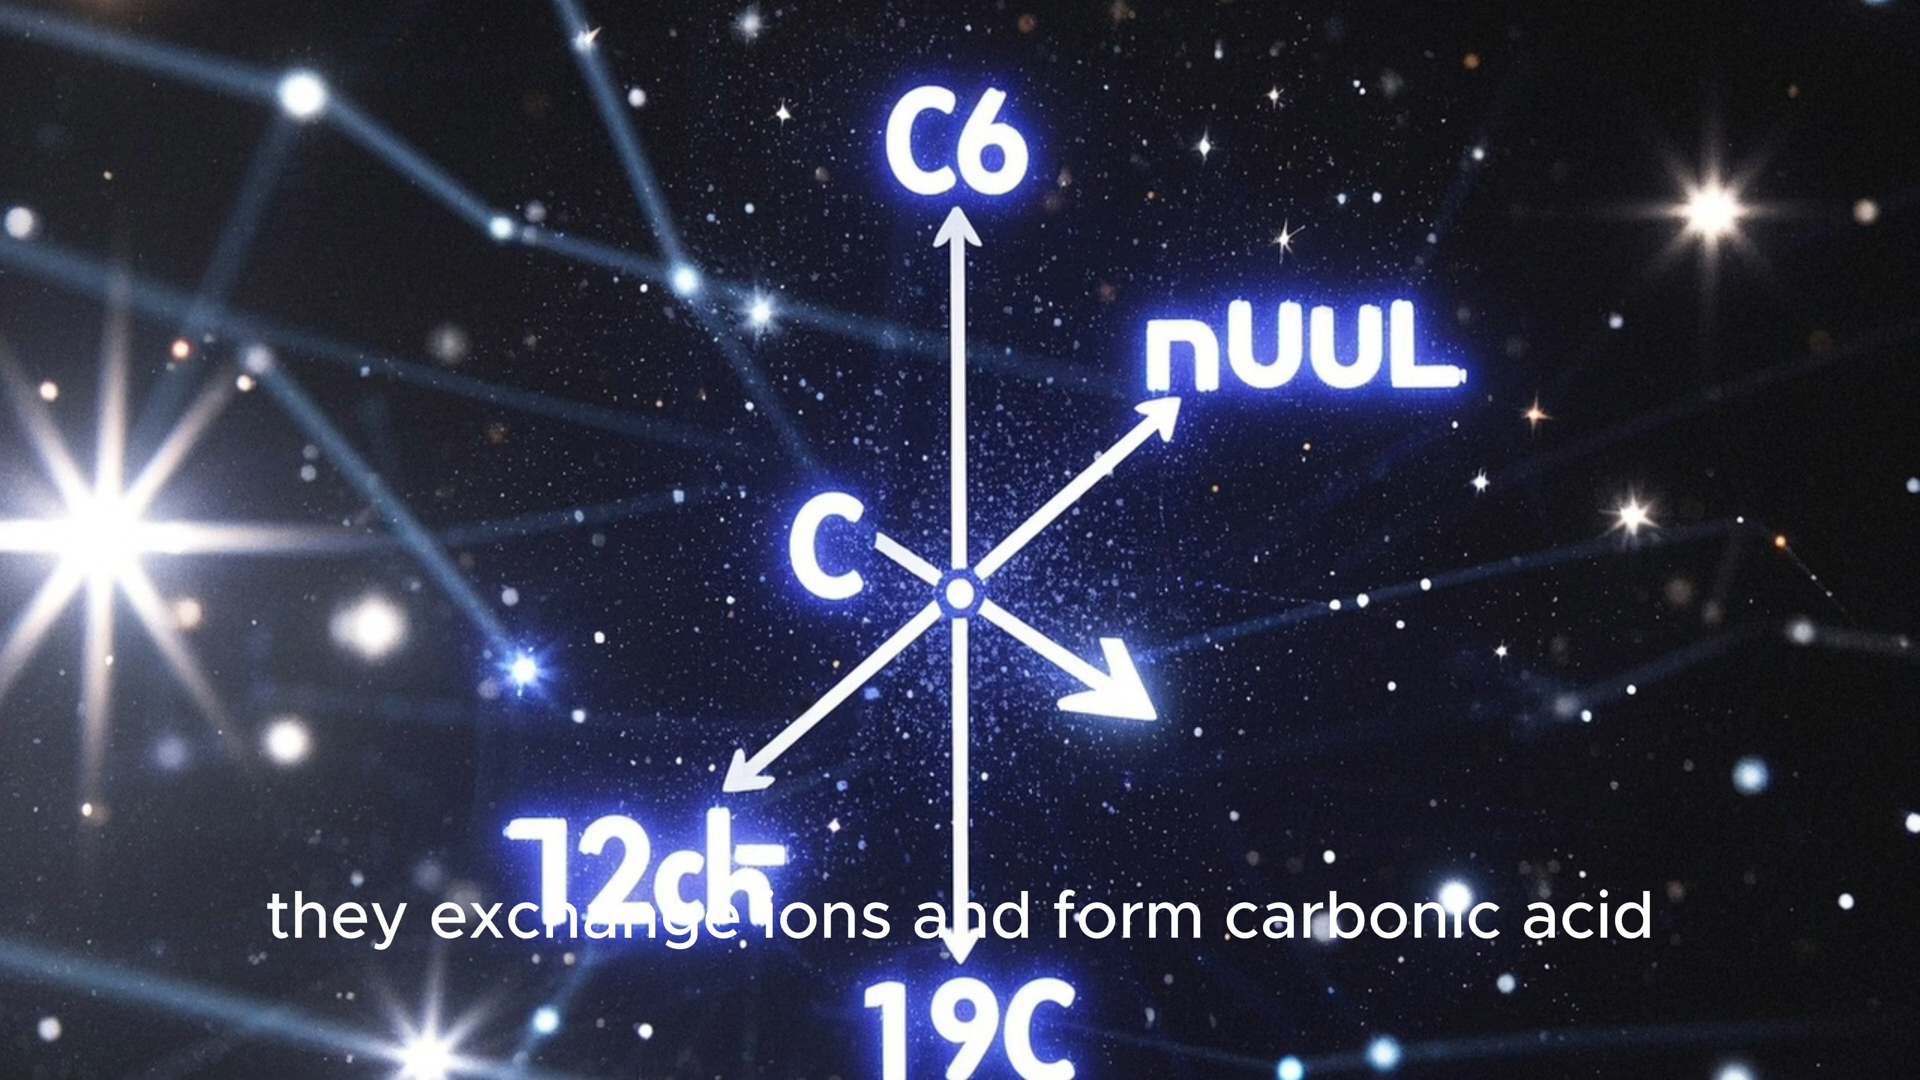 C6
nUUL
C
12ch
they exchange ions and form carbonic acid
19C